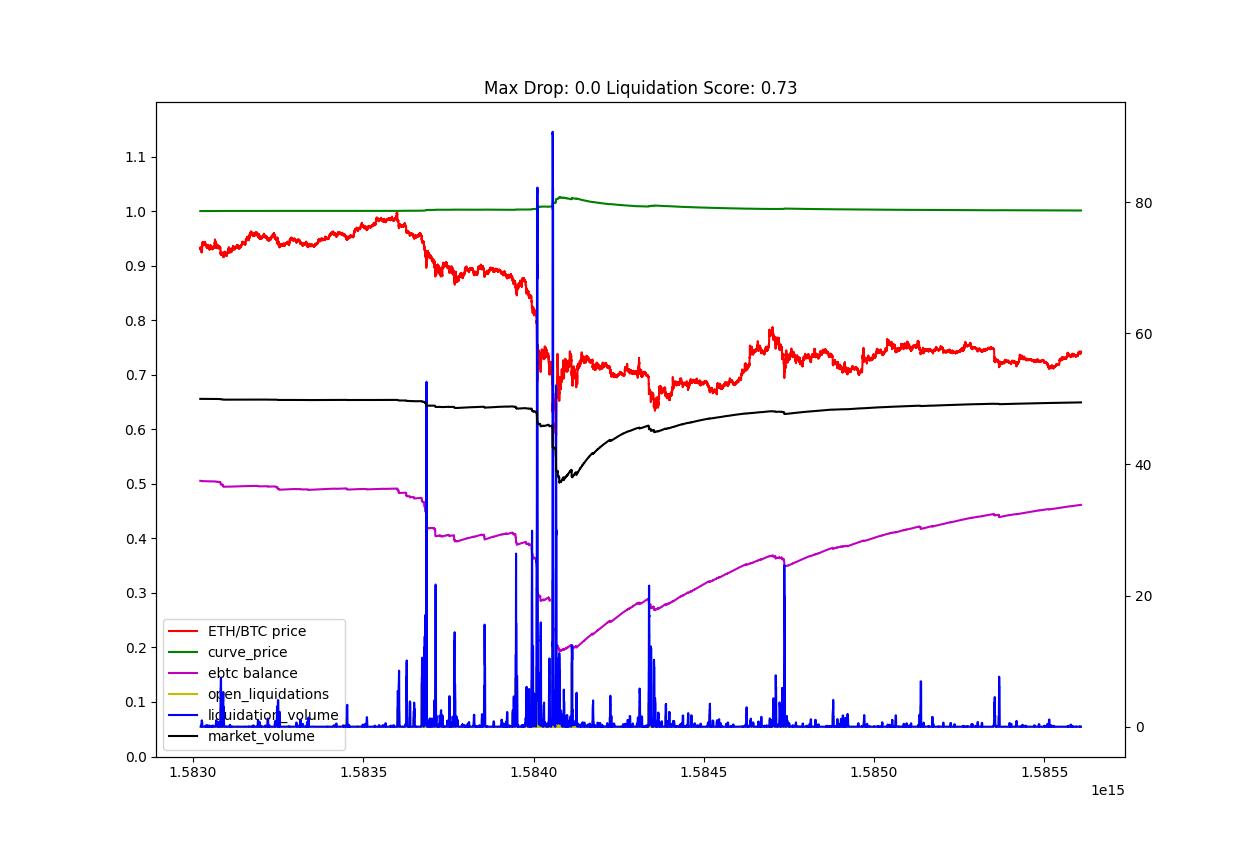 Max Drop: 0.0 Liquidation Score: 0.73
1.1
1.0
0.9
0.8
0.7
0.6
0.5
0.4
0.3
0.2
0.1
0.0
80
60
40
20
0
ETH/BTC price
curve_price
ebtc balance
open_liquidations
liquidation_volume
market_volume
1.5830 1.5835 1.5840 1.5845 1.5850 1.5855
1e15